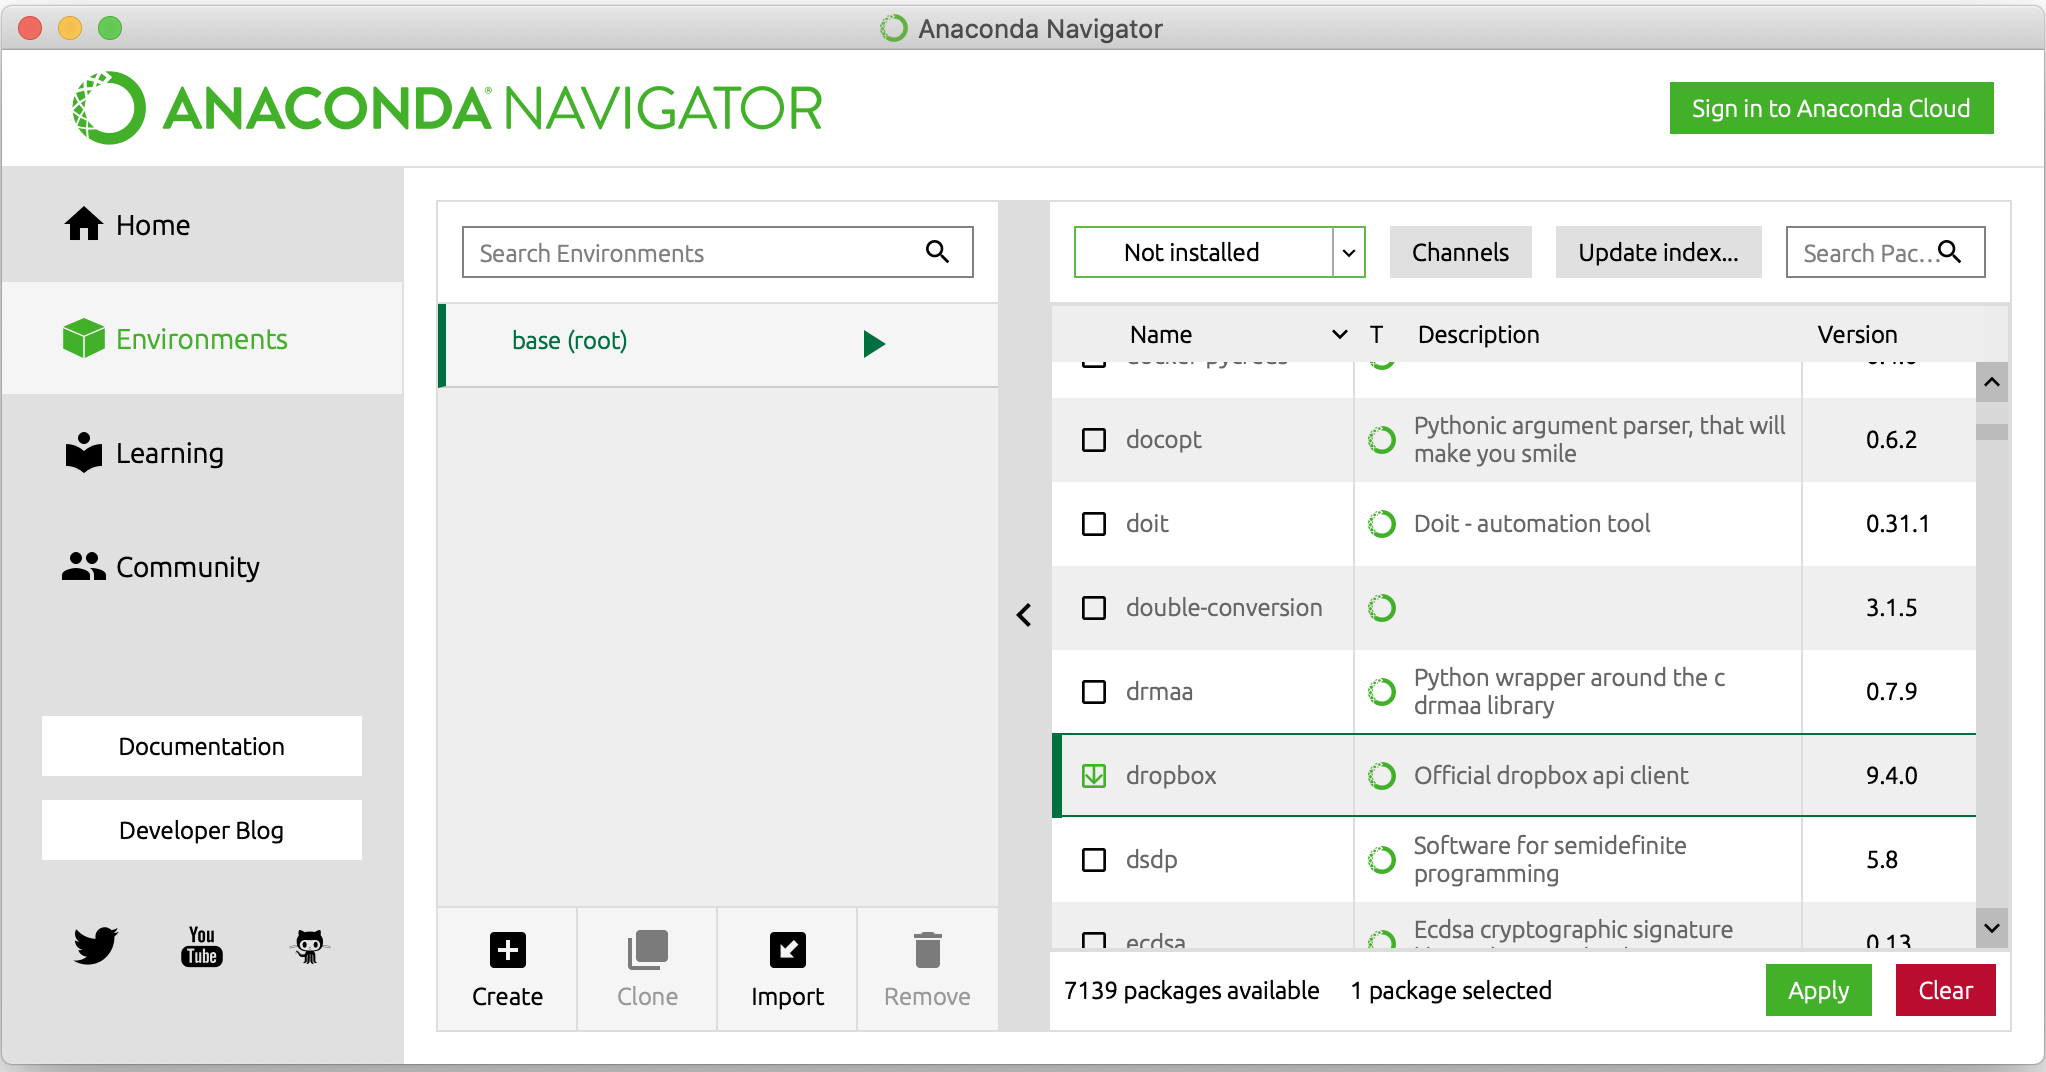 Anaconda Navigator
ANACONDA® NAVIGATOR
Sign in to Anaconda Cloud
Home
Environments
Learning
Community
Documentation
Developer Blog
You
Tube
Search Environments
base (root)
Create
Clone
Import
Remove
Not installed
Channels
Update index...
Search Pac...
Name T Description Version
docopt Pythonic argument parser, that will
make you smile 0.6.2
doit Doit - automation tool 0.31.1
double-conversion 3.1.5
drmaa Python wrapper around the c
drmaa library 0.7.9
dropbox Official dropbox api client 9.4.0
dsdp Software for semidefinite
programming 5.8
ecdsa Ecdsa cryptographic signature
0.13
7139 packages available 1 package selected
Apply
Clear